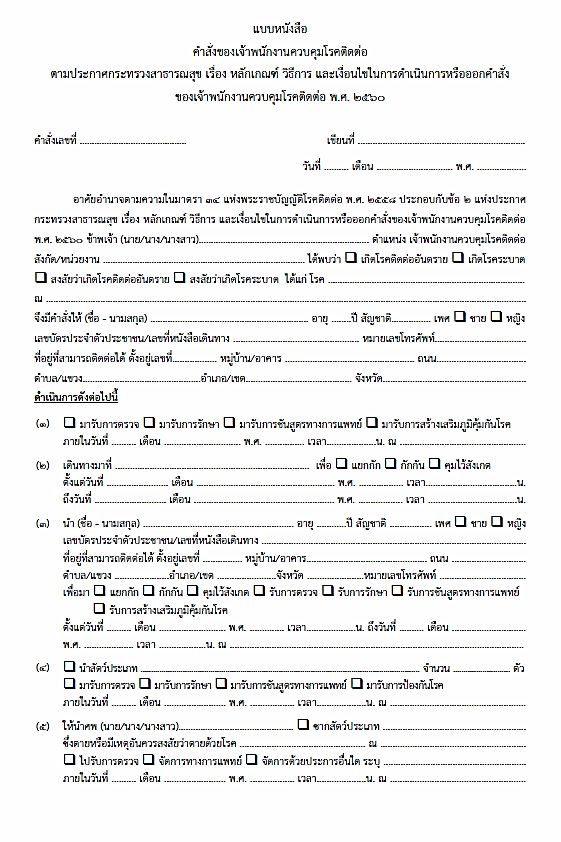 แบบหนังสือ
คำสั่งของเจ้าพนักงานควบคุมโรคติดต่อ
ตามประกาศกระทรวงสาธารณสุข เรื่อง หลักเกณฑ์ วิธีการ และเงื่อนไขในการดำเนินการหรือออกคำสั่ง
ของเจ้าพนักงานควบคุมโรคติดต่อ พ.ศ. ๒๕๖๐
คำสั่งเลขที่ ........................................ เขียนที่ ........................................
วันที่ .......... เดือน ........................................ พ.ศ. ....................
อาศัยอำนาจตามความในมาตรา ๓๔ แห่งพระราชบัญญัติโรคติดต่อ พ.ศ. ๒๕๕๘ ประกอบกับข้อ ๒ แห่งประกาศ
กระทรวงสาธารณสุข เรื่อง หลักเกณฑ์ วิธีการ และเงื่อนไขในการดำเนินการหรือออกคำสั่งของเจ้าพนักงานควบคุมโรคติดต่อ
พ.ศ. ๒๕๖๐ ข้าพเจ้า (นาย/นาง/นางสาว)........................................ ตำแหน่ง เจ้าพนักงานควบคุมโรคติดต่อ
สังกัด/หน่วยงาน ........................................ ได้พบว่า ❑ เกิดโรคติดต่ออันตราย ❑ เกิดโรคระบาด
❑ สงสัยว่าเกิดโรคติดต่ออันตราย ❑ สงสัยว่าเกิดโรคระบาด ได้แก่ โรค ........................................
ณ ........................................
จึงมีคำสั่งให้ (ชื่อ - นามสกุล) ........................................ อายุ ........ปี สัญชาติ............... เพศ ❑ ชาย ❑ หญิง
เลขบัตรประจำตัวประชาชน/เลขที่หนังสือเดินทาง ........................................ หมายเลขโทรศัพท์..............................
ที่อยู่ที่สามารถติดต่อได้ ตั้งอยู่เลขที่............... หมู่บ้าน/อาคาร ........................................ ถนน..............................
ตำบล/แขวง........................................อำเภอ/เขต........................................ จังหวัด........................................
ดำเนินการดังต่อไปนี้
(๑) ❑ มารับการตรวจ ❑ มารับการรักษา ❑ มารับการชันสูตรทางการแพทย์ ❑ มารับการสร้างเสริมภูมิคุ้มกันโรค
ภายในวันที่ .......... เดือน .............................. พ.ศ. ............... เวลา....................น. ณ ........................................
(๒) เดินทางมาที่ ........................................ เพื่อ ❑ แยกกัก ❑ กักกัน ❑ คุมไว้สังเกต
ตั้งแต่วันที่ .................... เดือน ........................................ พ.ศ. .................. เวลา..............................น.
ถึงวันที่ .................... เดือน ........................................ พ.ศ. .................. เวลา ..............................น.
(๓) นำ (ชื่อ - นามสกุล) ........................................ อายุ ............ปี สัญชาติ ................ เพศ ❑ ชาย ❑ หญิง
เลขบัตรประจำตัวประชาชน/เลขที่หนังสือเดินทาง ........................................
ที่อยู่ที่สามารถติดต่อได้ ตั้งอยู่เลขที่ ............... หมู่บ้าน/อาคาร........................................ ถนน ..............................
ตำบล/แขวง ....................อำเภอ/เขต ....................จังหวัด ....................หมายเลขโทรศัพท์ ..............................
เพื่อมา ❑ แยกกัก ❑ กักกัน ❑ คุมไว้สังเกต ❑ รับการตรวจ ❑ รับการรักษา ❑ รับการชันสูตรทางการแพทย์
❑ รับการสร้างเสริมภูมิคุ้มกันโรค
ตั้งแต่วันที่ .......... เดือน .............................. พ.ศ. ............... เวลา....................น. ถึงวันที่ .......... เดือน ..............................
พ.ศ. .................... เวลา ....................น. ณ ........................................
(๔) ❑ นำสัตว์ประเภท ........................................ จำนวน ...................... ตัว
❑ มารับการตรวจ ❑ มารับการรักษา ❑ มารับการชันสูตรทางการแพทย์ ❑ มารับการป้องกันโรค
ภายในวันที่ .......... เดือน .............................. พ.ศ. ............... เวลา....................น. ณ ........................................
(๕) ให้นำศพ (นาย/นาง/นางสาว)........................................ ❑ ซากสัตว์ประเภท ........................................
ซึ่งตายหรือมีเหตุอันควรสงสัยว่าตายด้วยโรค ........................................ ณ ........................................
❑ ไปรับการตรวจ ❑ จัดการทางการแพทย์ ❑ จัดการด้วยประการอื่นใด ระบุ ........................................
ภายในวันที่ .......... เดือน .............................. พ.ศ. ............... เวลา....................น. ณ ........................................